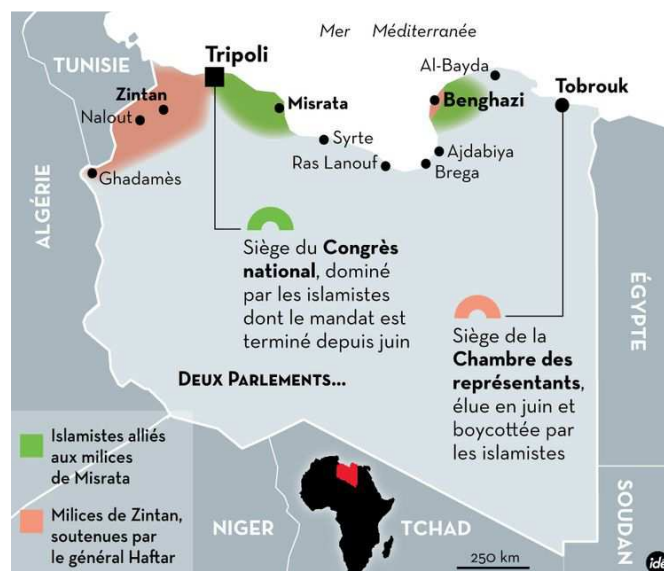 Mer Méditerranée
TUNISIE
Tripoli
Al-Bayda
Zintan
Nalout
Misrata
Benghazi
Tobrouk
Syrte
Ajdabiya
Ras Lanouf
Brega
Ghadamès
ALGÉRIE
ÉGYPTE
Siège du Congrès
national, dominé
par les islamistes
dont le mandat est
terminé depuis juin
Siège de la
Chambre des
représentants,
élue en juin et
boycottée par
les islamistes
DEUX PARLEMENTS...
Islamistes alliés
aux milices
de Misrata
Milices de Zintan,
soutenues par
le général Haftar
NIGER
TCHAD
SOUDAN
250 km
idé